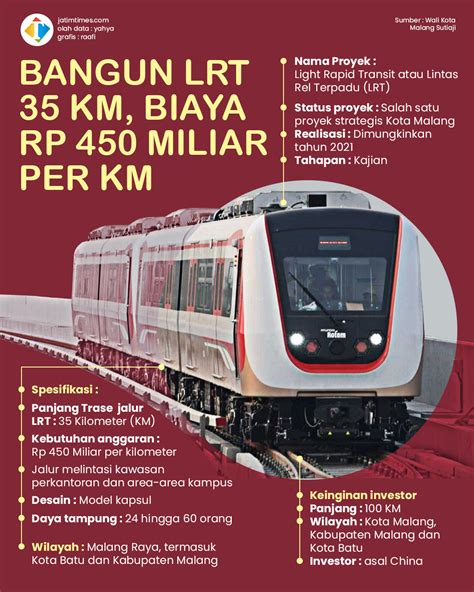 jatimtimes.com
olah data : yahya
grafis : raafi
Sumber : Wali Kota
Malang Sutiaji
BANGUN LRT
35 KM, BIAYA
RP 450 MILIAR
PER KM
Nama Proyek :
Light Rapid Transit atau Lintas
Rel Terpadu (LRT)
Status proyek : Salah satu
proyek strategis Kota Malang
Realisasi : Dimungkinkan
tahun 2021
Tahapan : Kajian
Rotem
Spesifikasi :
Panjang Trase jalur
LRT : 35 Kilometer (KM)
Kebutuhan anggaran :
Rp 450 Miliar per kilometer
Jalur melintasi kawasan
perkantoran dan area-area kampus
Desain : Model kapsul
Daya tampung : 24 hingga 60 orang
Wilayah : Malang Raya, termasuk
Kota Batu dan Kabupaten Malang
Keinginan investor
Panjang : 100 KM
Wilayah : Kota Malang,
Kabupaten Malang dan
Kota Batu
Investor : asal China